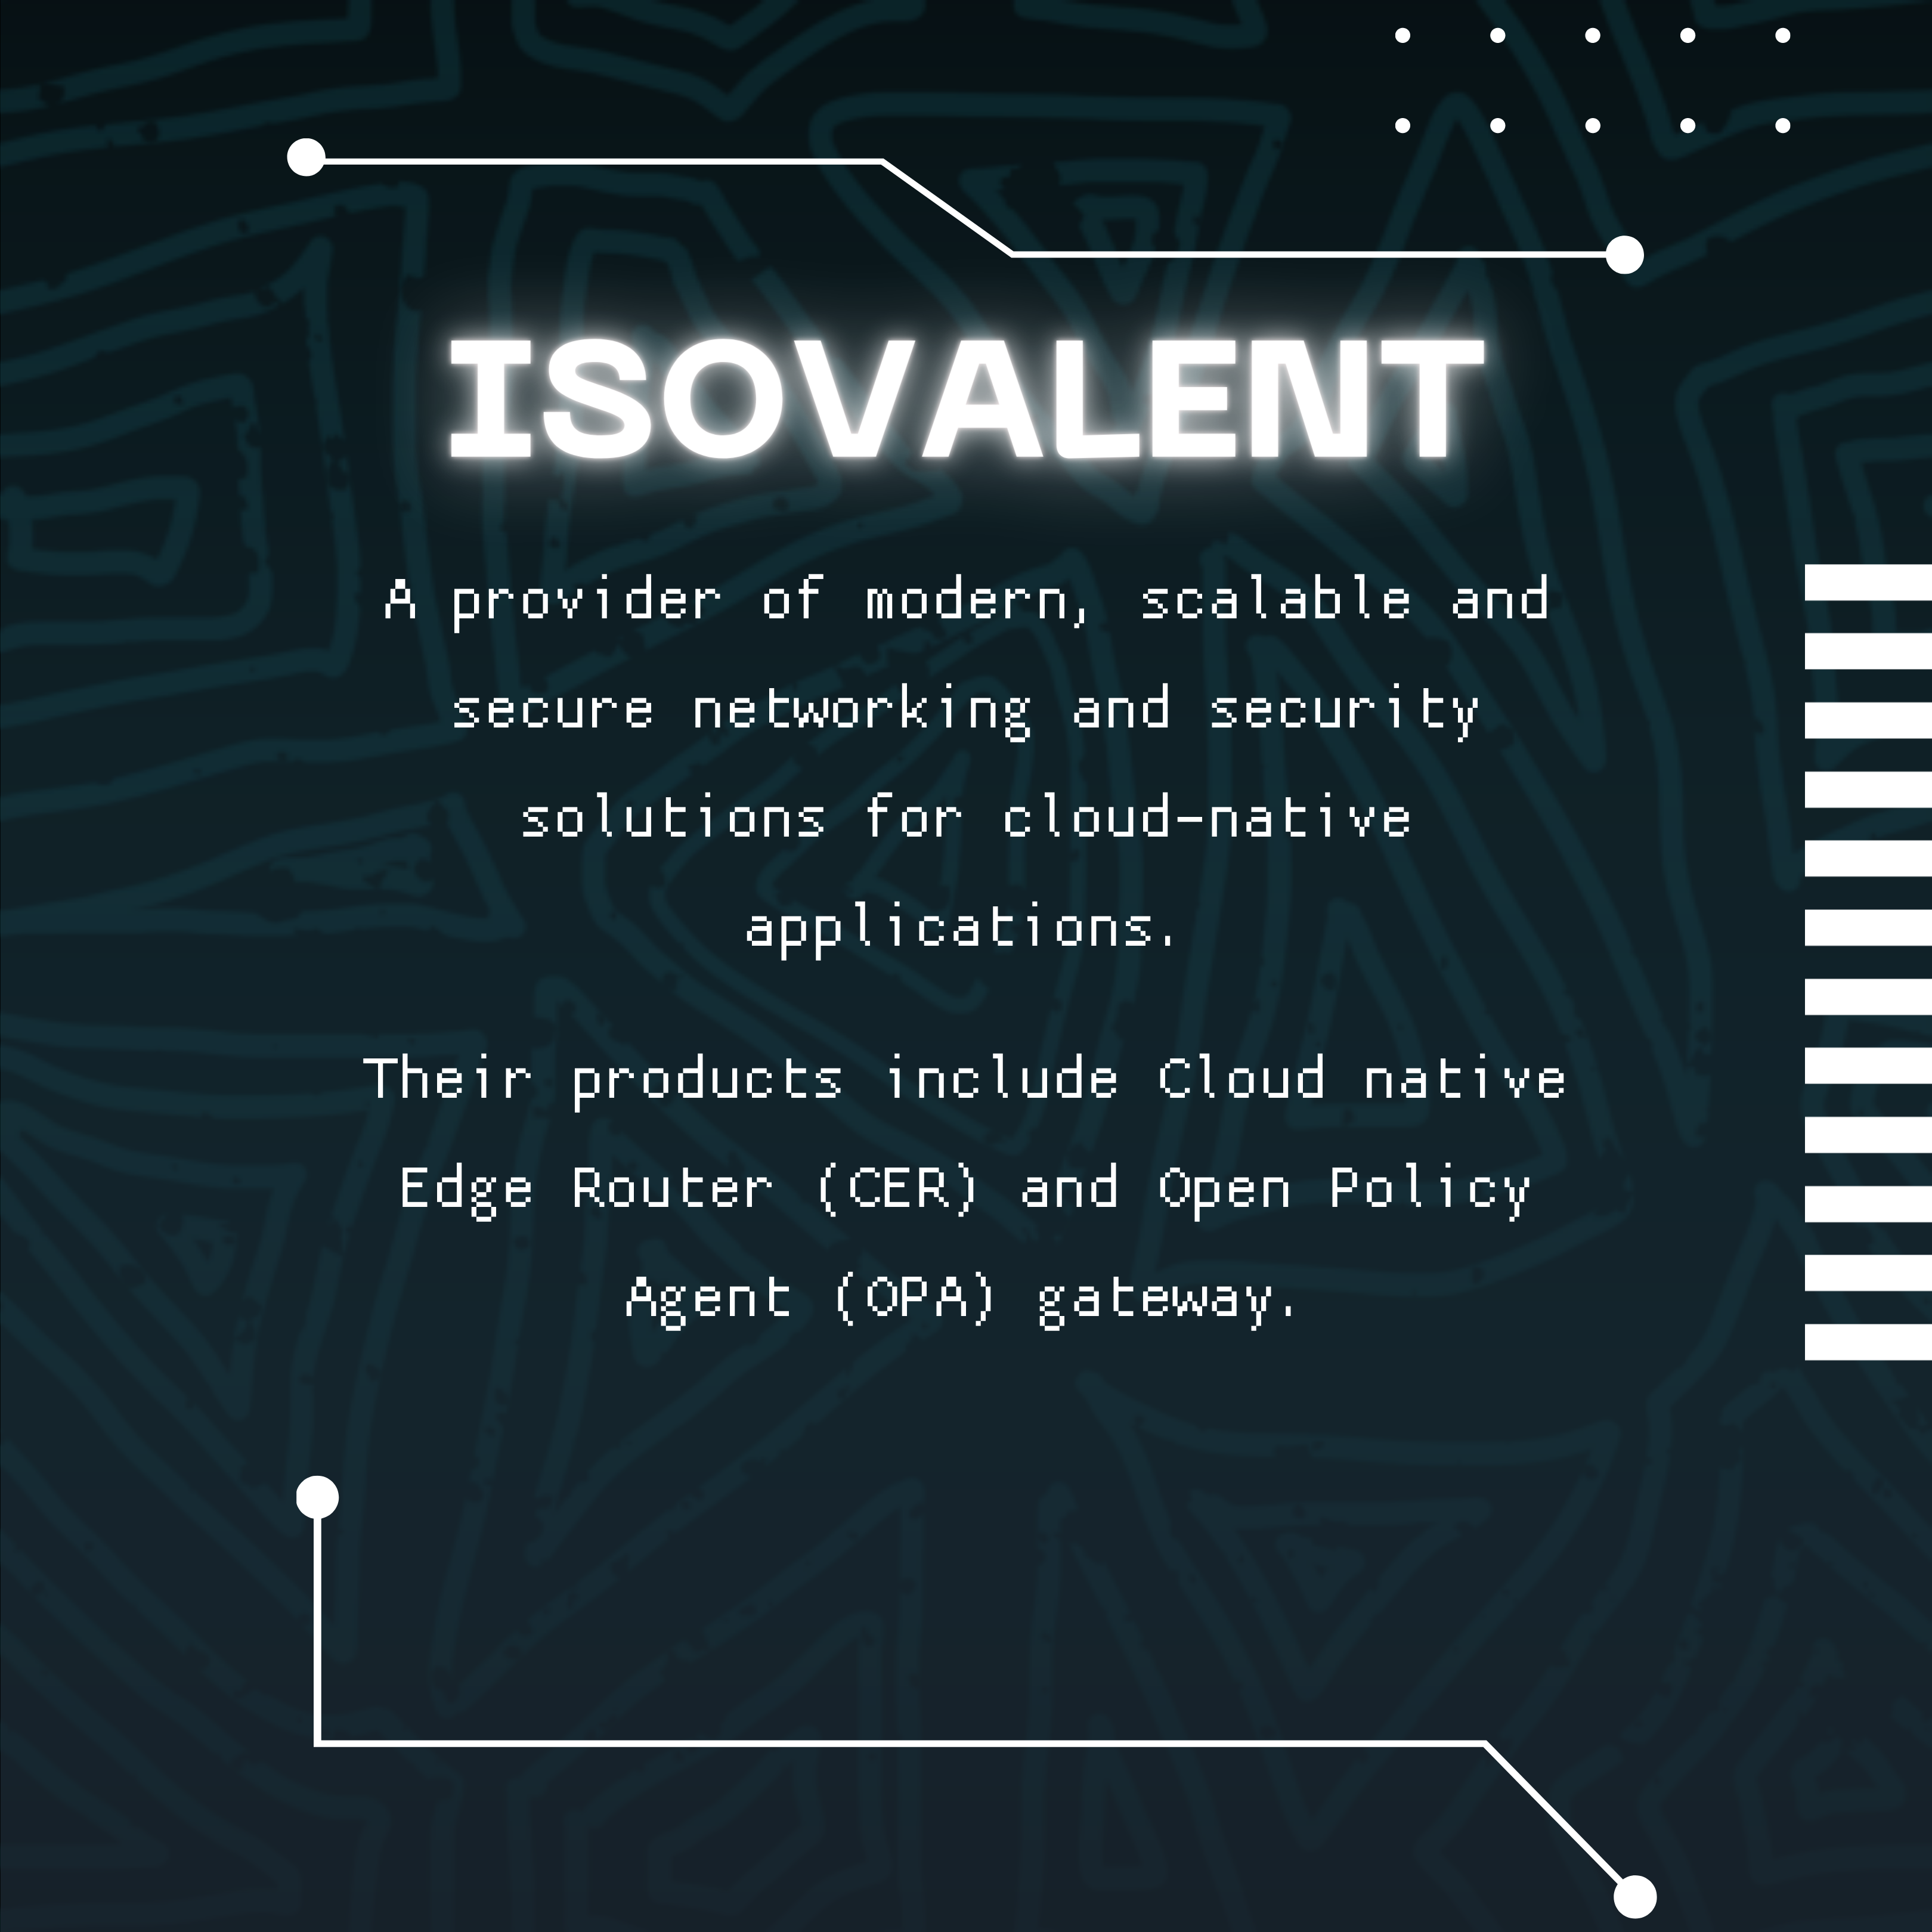 ISOVALENT
A provider of modern, scalable and
secure networking and security
solutions for cloud-native
applications.
Their products include Cloud native
Edge Router (CER) and Open Policy
Agent (OPA) gateway.